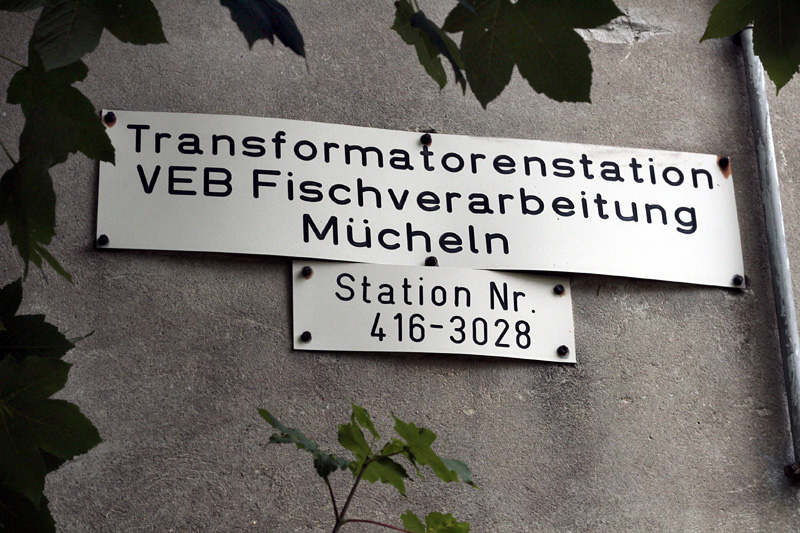 Transformatorenstation
VEB Fischverarbeitung
Mücheln
Station Nr.
416-3028